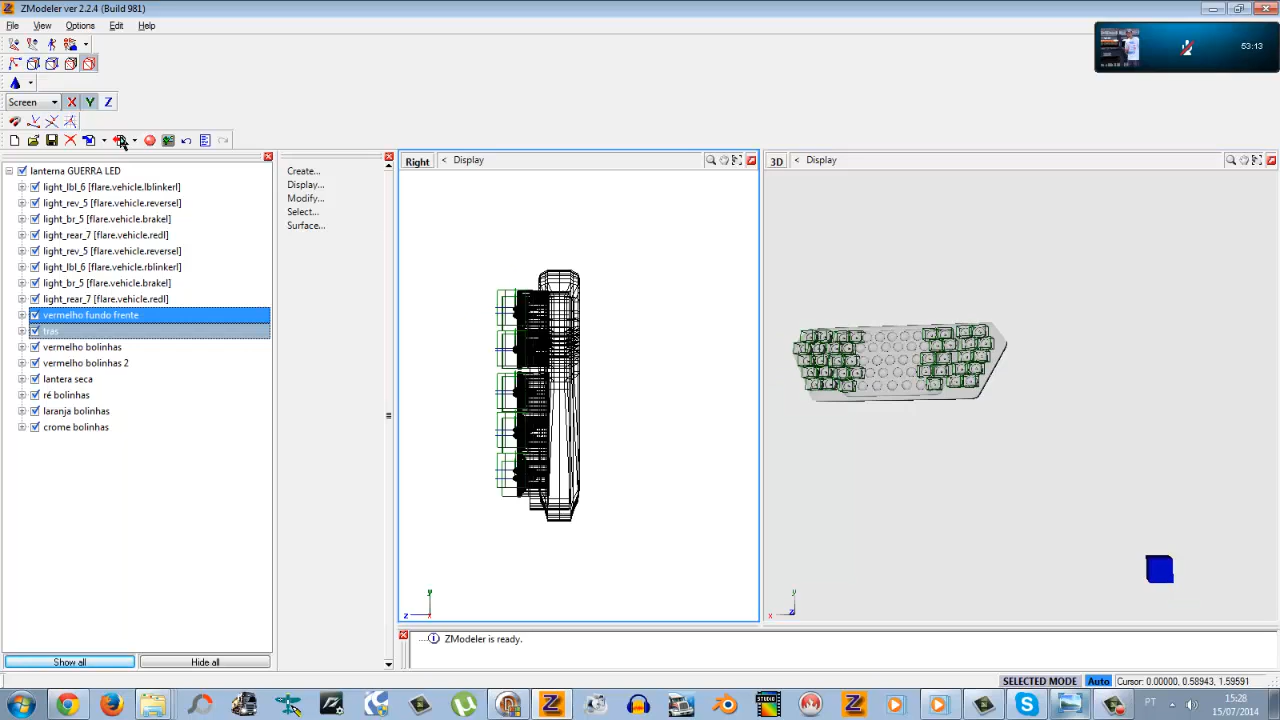 ZModeler ver 2.2.4 (Build 981)
File View Options Edit Help
53:13
Screen X Y Z
lanterna GUERRA LED
light_lbl_6 [flare.vehicle.lblinkerl]
light_rev_5 [flare.vehicle.reversel]
light_br_5 [flare.vehicle.brakel]
light_rear_7 [flare.vehicle.redl]
light_rev_5 [flare.vehicle.reversel]
light_lbl_6 [flare.vehicle.rblinkerl]
light_br_5 [flare.vehicle.brakel]
light_rear_7 [flare.vehicle.redl]
vermelho fundo frente
tras
vermelho bolinhas
vermelho bolinhas 2
lantera seca
ré bolinhas
laranja bolinhas
crome bolinhas
Show all Hide all
Create...
Display...
Modify...
Select...
Surface...
Right < Display
y
z x
3D < Display
y
x z
ZModeler is ready.
SELECTED MODE Auto Cursor: 0.00000, 0.58943, 1.59591
PT
15:28
15/07/2014